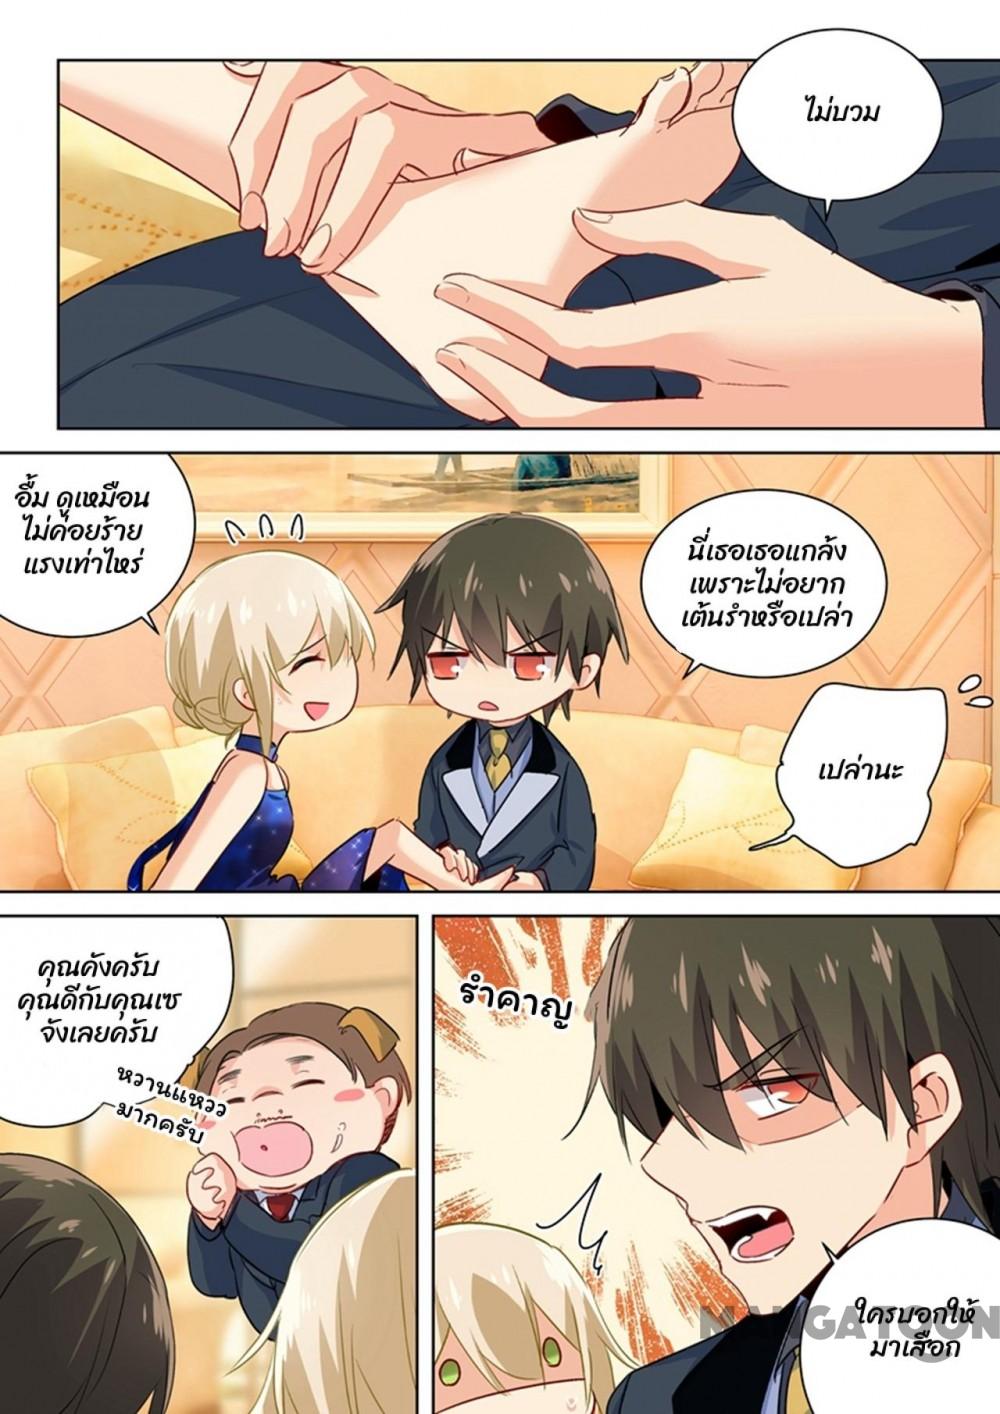 ไม่บวม
อื้ม ดูเหมือน
ไม่ค่อยร้าย
แรงเท่าไหร่
นี่เธอเธอแกล้ง
เพราะไม่อยาก
เต้นรำหรือเปล่า
เปล่านะ
คุณคังครับ
คุณดีกับคุณเซ
จังเลยครับ
หวานแหวว
มากครับ
รำคาญ
ใครบอกให้
มาเสือก
MANGATOON